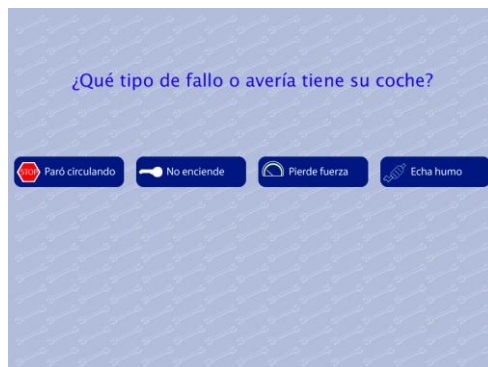 ¿Qué tipo de fallo o avería tiene su coche?
STOP Paró circulando
No enciende
Pierde fuerza
Echa humo